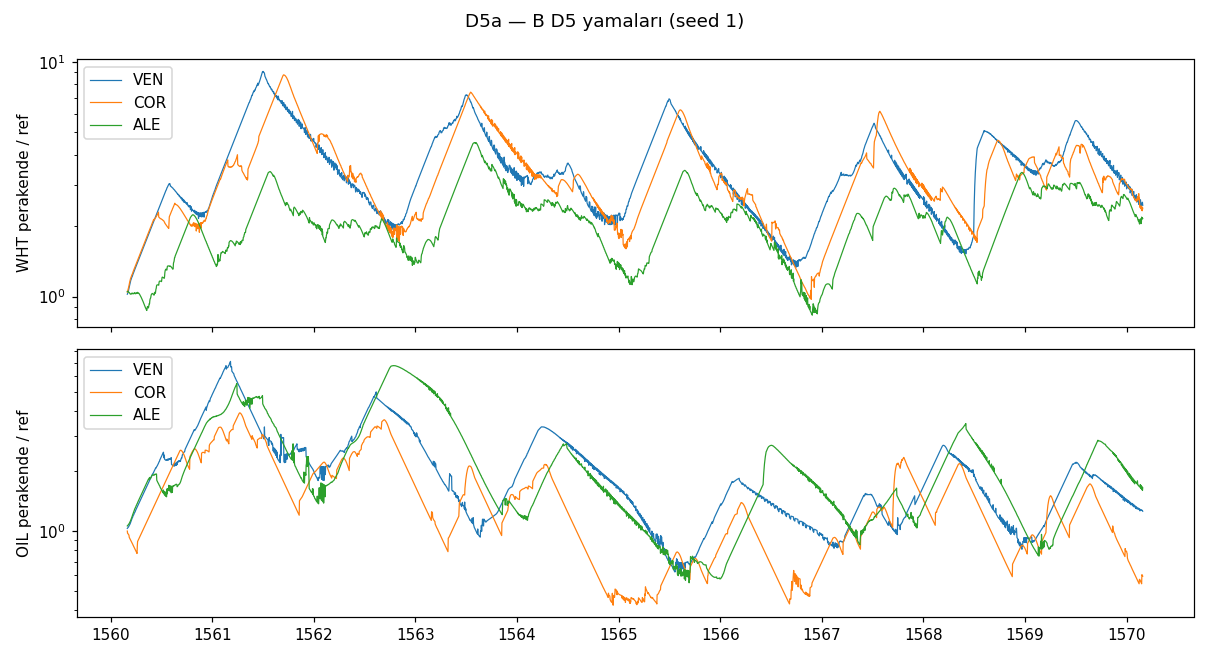 D5a — B D5 yamaları (seed 1)
WHT perakende / ref
10¹
10⁰
VEN
COR
ALE
OIL perakende / ref
10⁰
VEN
COR
ALE
1560 1561 1562 1563 1564 1565 1566 1567 1568 1569 1570